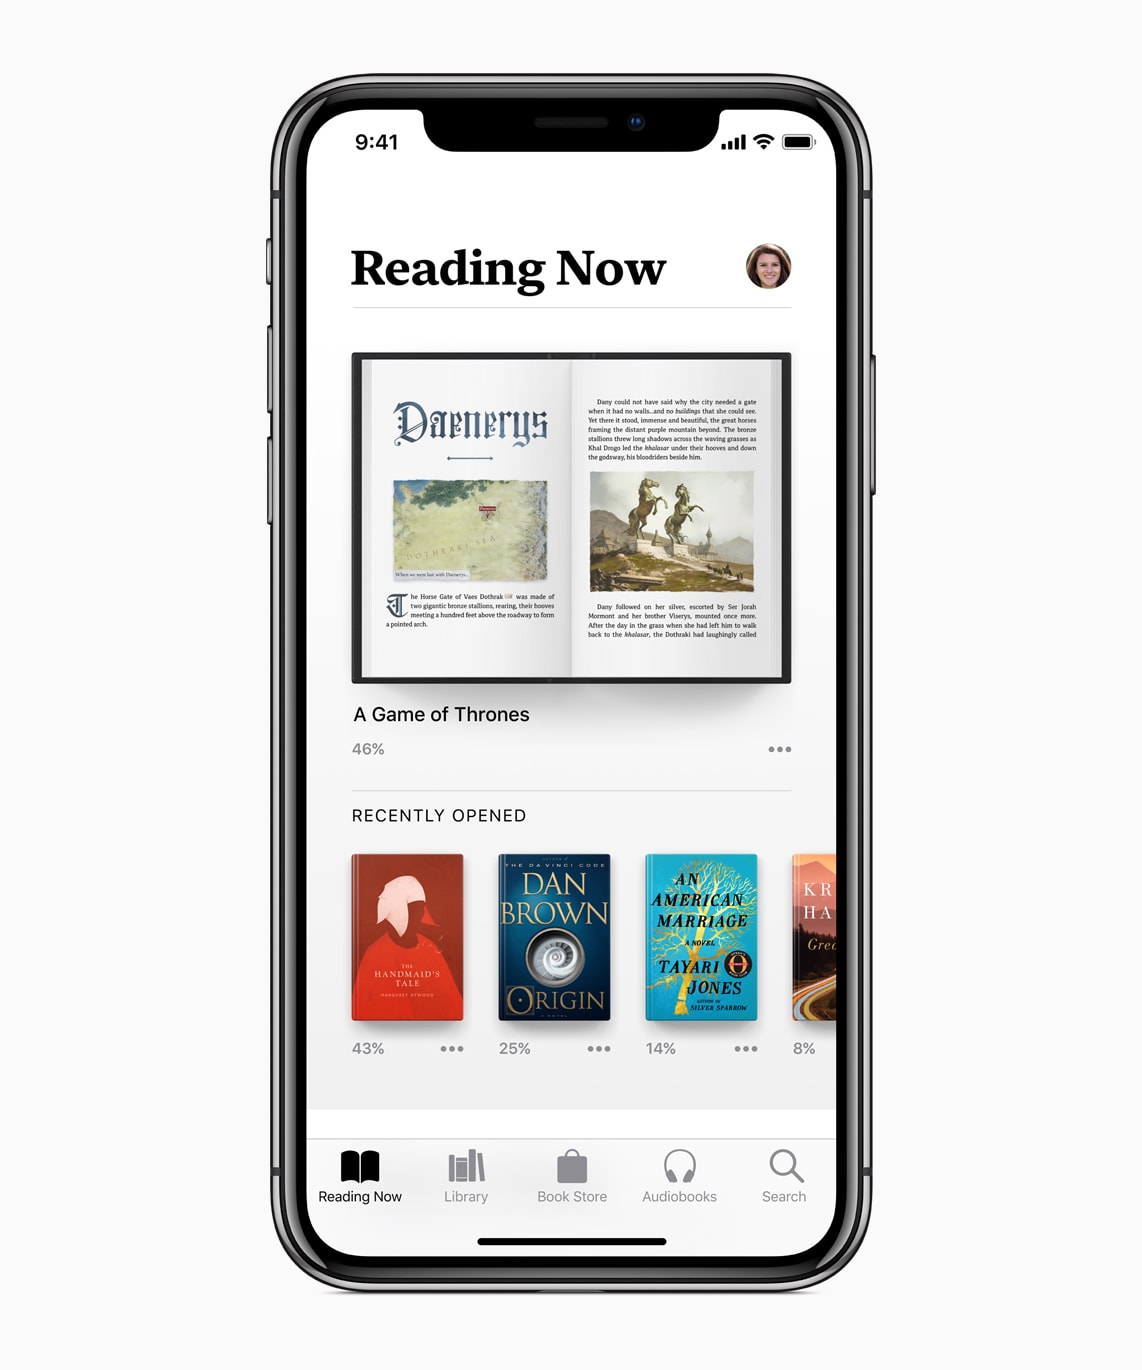 9:41
Reading Now
Daenerys
DOTHRAKI SEA
When we were last with Daenerys...
The Horse Gate of Vaes Dothrak was made of
two gigantic bronze stallions, rearing, their hooves
meeting a hundred feet above the roadway to form
a pointed arch.
Dany could not have said why the city needed a gate
when it had no walls...and no buildings that she could see.
Yet there it stood, immense and beautiful, the great horses
framing the distant purple mountain beyond. The bronze
stallions threw long shadows across the waving grasses as
Khal Drogo led the khalasar under their hooves and down
the godsway, his bloodriders beside him.
Dany followed on her silver, escorted by Ser Jorah
Mormont and her brother Viserys, mounted once more.
After the day in the grass when she had left him to walk
back to the khalasar, the Dothraki had laughingly called
A Game of Thrones
46%
RECENTLY OPENED
THE
HANDMAID'S
TALE
MARGARET ATWOOD
43%
AUTHOR OF
THE DA VINCI CODE
DAN
BROWN
ORIGIN
A NOVEL
25%
AN
AMERICAN
MARRIAGE
A NOVEL
TAYARI
JONES
AUTHOR OF
SILVER SPARROW
14%
KR
HA
Grea
8%
Reading Now
Library
Book Store
Audiobooks
Search